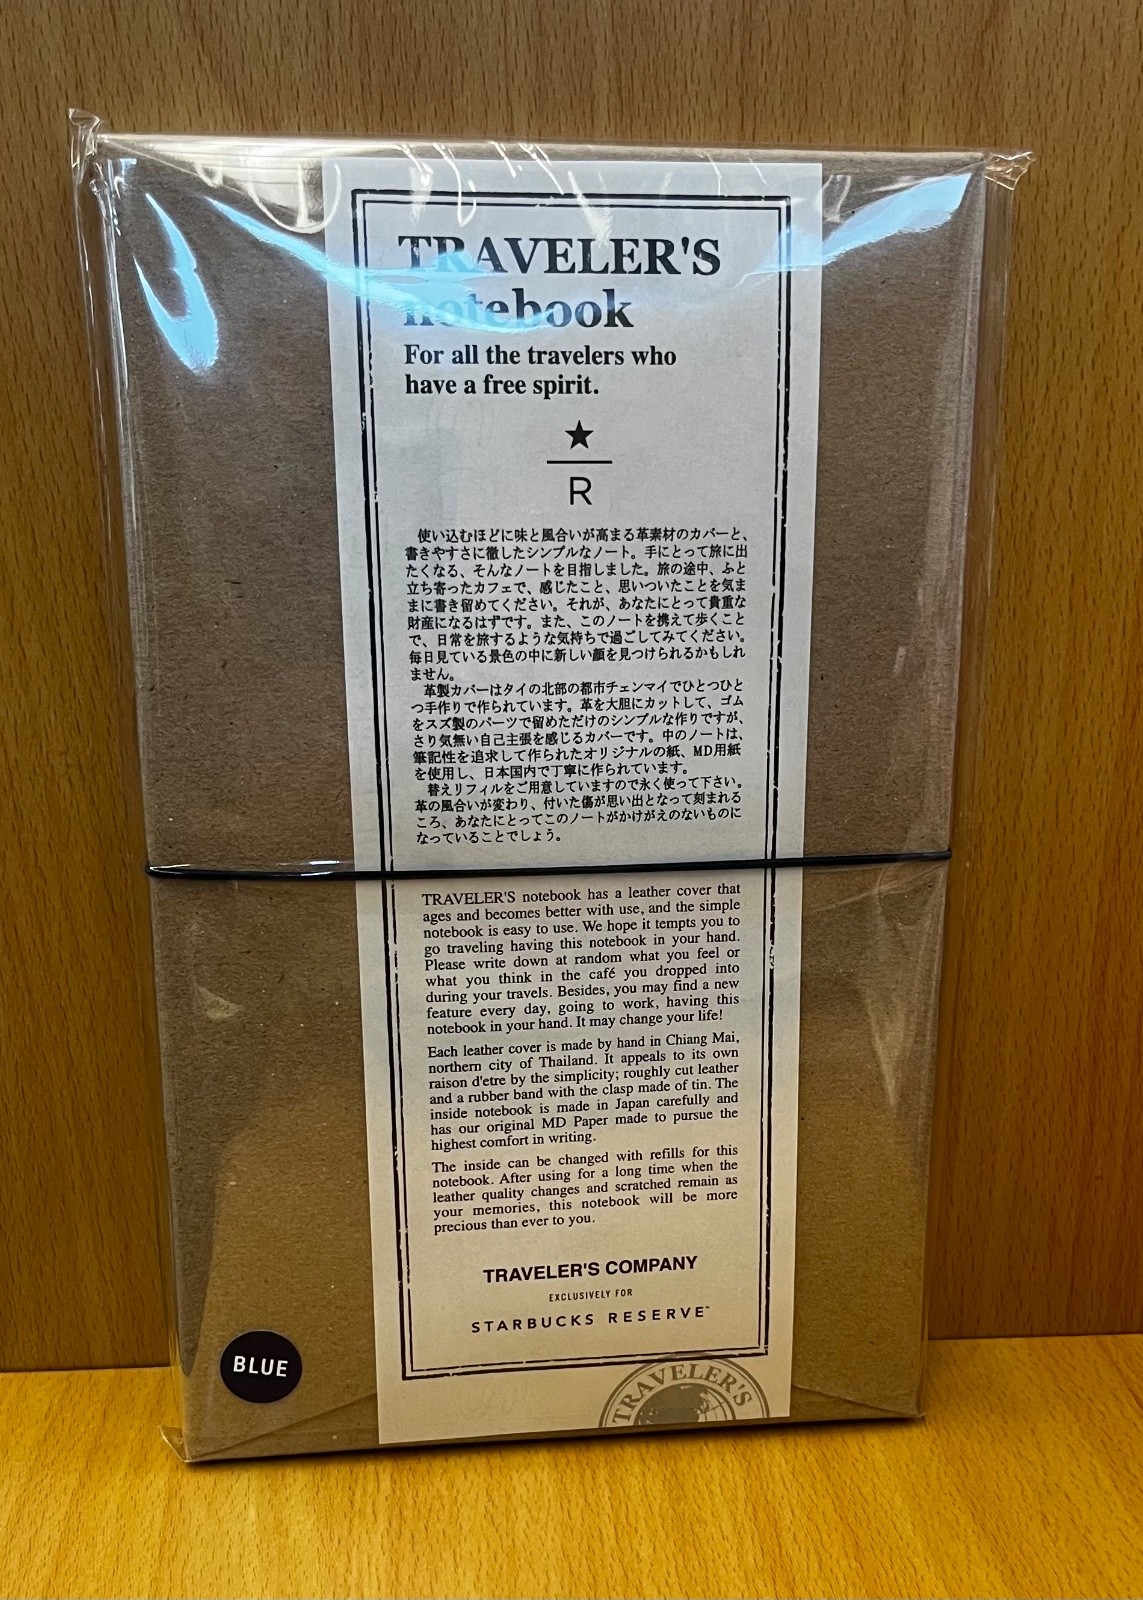 TRAVELER'S
notebook
For all the travelers who
have a free spirit.
★
R
使い込むほどに味と風合いが高まる革素材のカバーと、
書きやすさに徹したシンプルなノート。手にとって旅に出
たくなる、そんなノートを目指しました。旅の途中、ふと
立ち寄ったカフェで、感じたこと、思いついたことを気ま
まに書き留めてください。それが、あなたにとって貴重な
財産になるはずです。また、このノートを携えて歩くこと
で、日常を旅するような気持ちで過ごしてみてください。
毎日見ている景色の中に新しい顔を見つけられるかもしれ
ません。
革製カバーはタイの北部の都市チェンマイでひとつひと
つ手作りで作られています。革を大胆にカットして、ゴム
をスズ製のパーツで留めただけのシンプルな作りですが、
さり気無い自己主張を感じるカバーです。中のノートは、
筆記性を追求して作られたオリジナルの紙、MD用紙
を使用し、日本国内で丁寧に作られています。
替えリフィルをご用意していますので永く使って下さい。
革の風合いが変わり、付いた傷が思い出となって刻まれる
ころ、あなたにとってこのノートがかけがえのないものに
なっていることでしょう。
TRAVELER'S notebook has a leather cover that
ages and becomes better with use, and the simple
notebook is easy to use. We hope it tempts you to
go traveling having this notebook in your hand.
Please write down at random what you feel or
what you think in the café you dropped into
during your travels. Besides, you may find a new
feature every day, going to work, having this
notebook in your hand. It may change your life!
Each leather cover is made by hand in Chiang Mai,
northern city of Thailand. It appeals to its own
raison d'etre by the simplicity; roughly cut leather
and a rubber band with the clasp made of tin. The
inside notebook is made in Japan carefully and
has our original MD Paper made to pursue the
highest comfort in writing.
The inside can be changed with refills for this
notebook. After using for a long time when the
leather quality changes and scratched remain as
your memories, this notebook will be more
precious than ever to you.
TRAVELER'S COMPANY
EXCLUSIVELY FOR
STARBUCKS RESERVE™
BLUE
TRAVELER'S